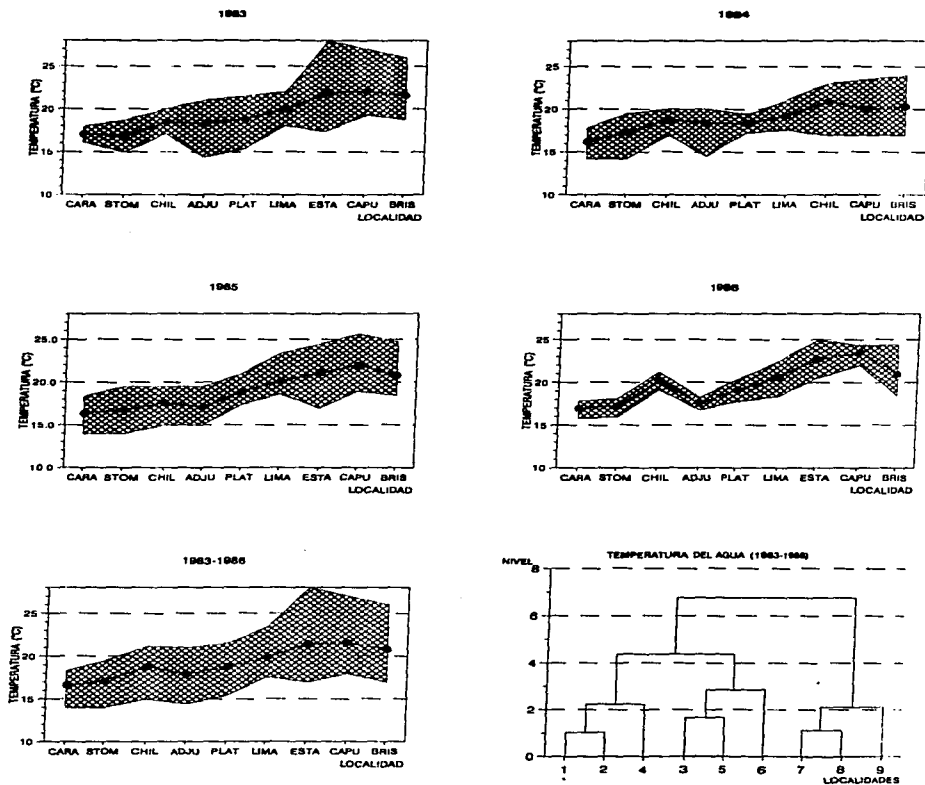 1983
TEMPERATURA (°C)
25
20
15
10
CARA STOM CHIL ADJU PLAT LIMA ESTA CAPU BRIS
LOCALIDAD
1984
TEMPERATURA (°C)
25
20
15
10
CARA STOM CHIL ADJU PLAT LIMA CHIL CAPU BRIS
LOCALIDAD
1985
TEMPERATURA (°C)
25.0
20.0
15.0
10.0
CARA STOM CHIL ADJU PLAT LIMA ESTA CAPU BRIS
LOCALIDAD
1986
TEMPERATURA (°C)
25.0
20.0
15.0
10.0
CARA STOM CHIL ADJU PLAT LIMA ESTA CAPU BRIS
LOCALIDAD
1983-1986
TEMPERATURA (°C)
25
20
15
10
CARA STOM CHIL ADJU PLAT LIMA ESTA CAPU BRIS
LOCALIDAD
TEMPERATURA DEL AGUA (1983-1986)
NIVEL
8
6
4
2
0
1 2 4 3 5 6 7 8 9
LOCALIDADES